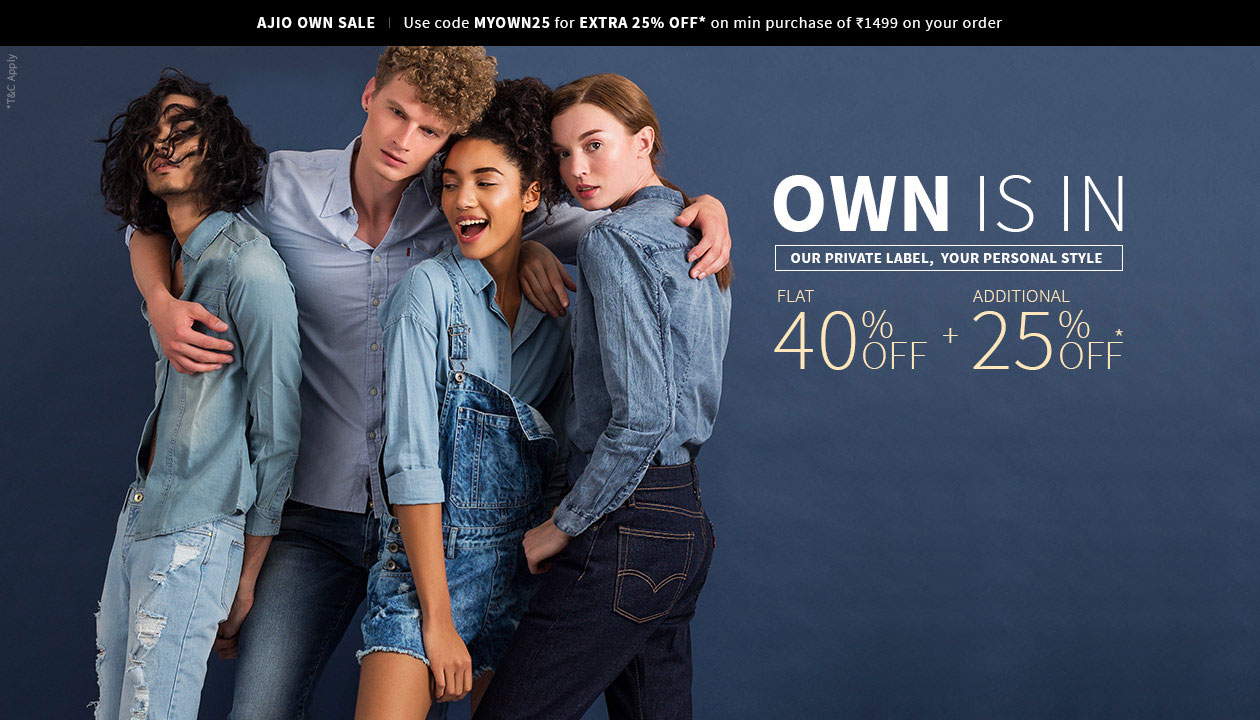 AJIO OWN SALE | Use code MYOWN25 for EXTRA 25% OFF* on min purchase of ₹1499 on your order
*T&C Apply
OWN IS IN
OUR PRIVATE LABEL, YOUR PERSONAL STYLE
FLAT
40% OFF
+
ADDITIONAL
25% OFF*